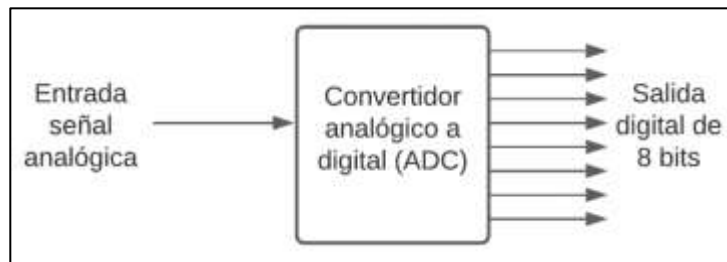 Entrada
señal
analógica
Convertidor
analógico a
digital (ADC)
Salida
digital de
8 bits